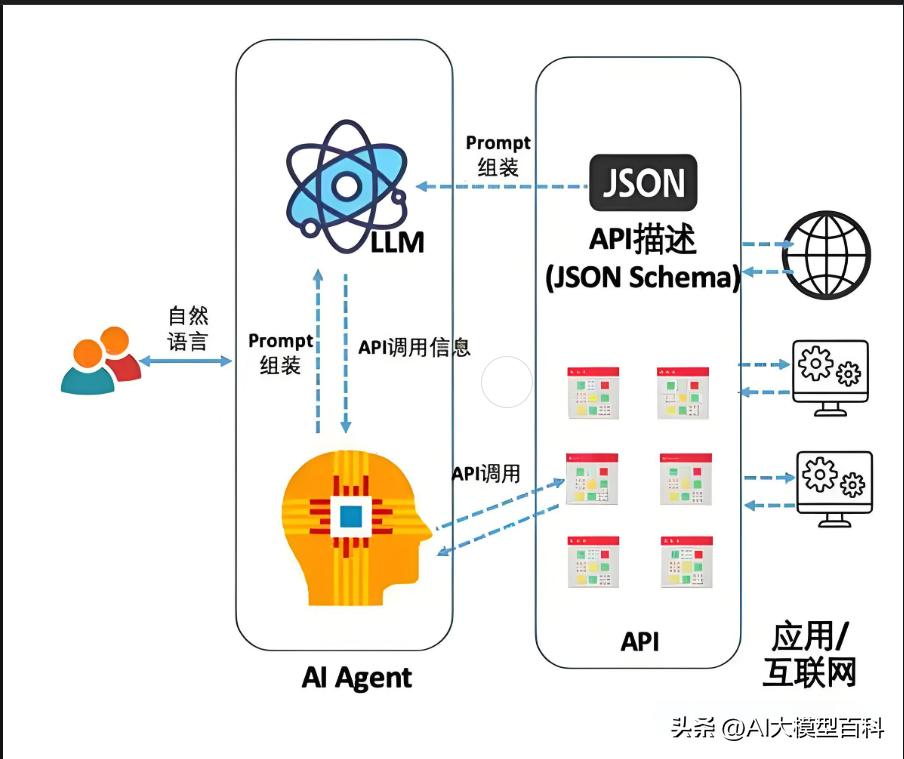 Prompt
组装
JSON
LLM
API描述
(JSON Schema)
自然
语言
Prompt
组装
API调用信息
API调用
API
应用/
互联网
AI Agent
头条 @AI大模型百科